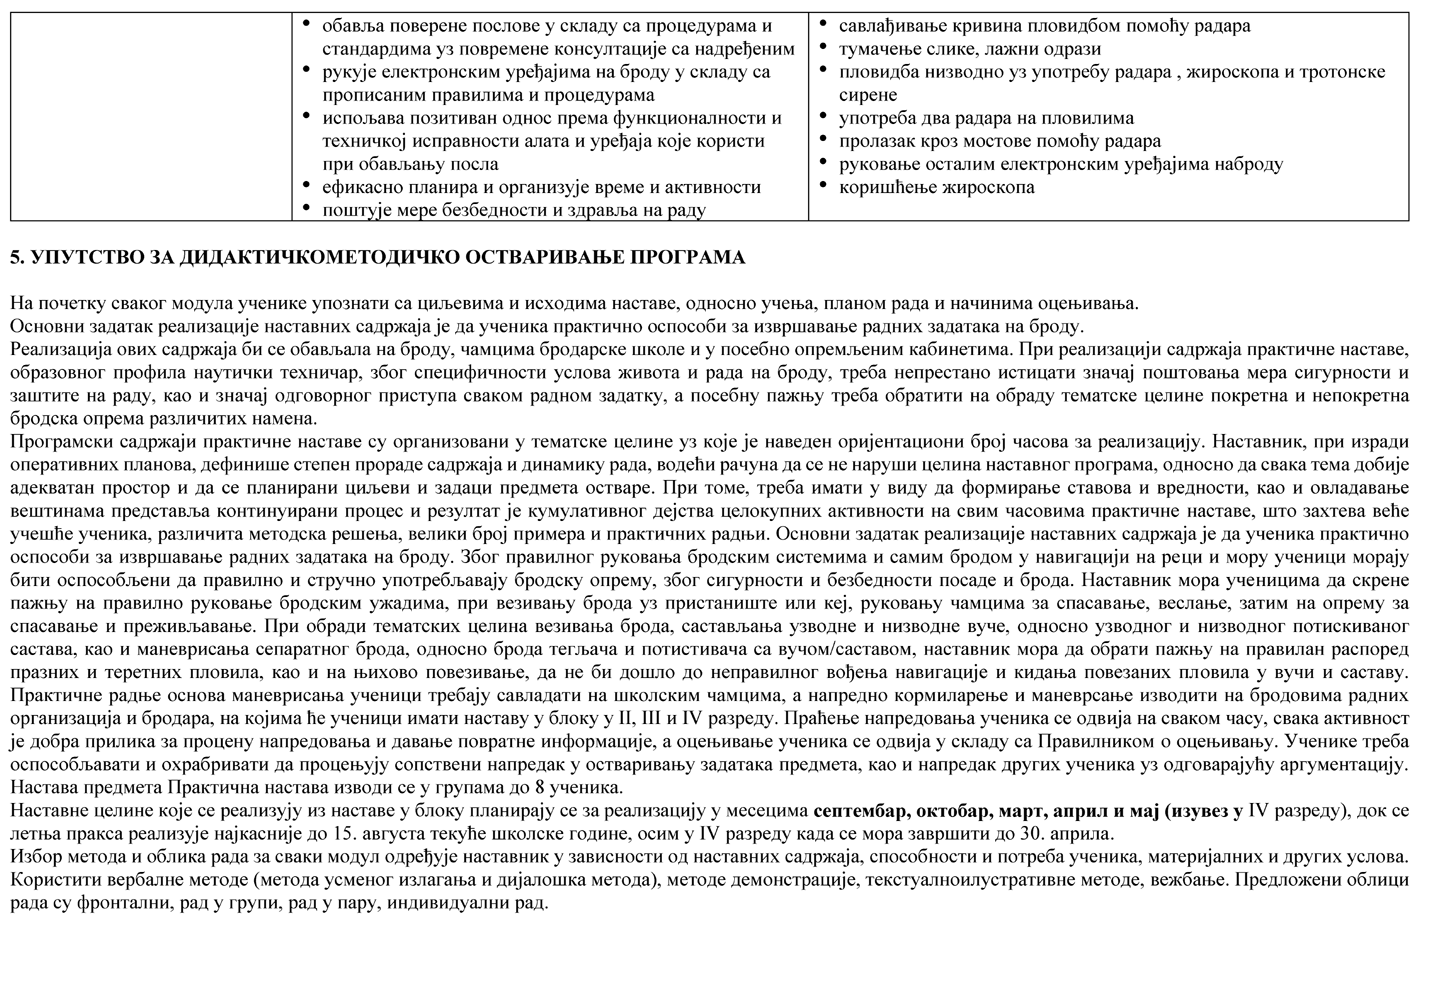 обавља поверене послове у складу са процедурама и
стандардима уз повремене консултације са надређеним
рукује електронским уређајима на броду у складу са
прописаним правилима и процедурама
испољава позитиван однос према функционалности и
техничкој исправности алата и уређаја које користи
при обављању посла
ефикасно планира и организује време и активности
поштује мере безбедности и здравља на раду
савлађивање кривина пловидбом помоћу радара
тумачење слике, лажни одрази
пловидба низводно уз употребу радара , жироскопа и тротонске
сирене
употреба два радара на пловилима
пролазак кроз мостове помоћу радара
руковање осталим електронским уређајима наброду
коришћење жироскопа
5. УПУТСТВО ЗА ДИДАКТИЧКОМЕТОДИЧКО ОСТВАРИВАЊЕ ПРОГРАМА
На почетку сваког модула ученике упознати са циљевима и исходима наставе, односно учења, планом рада и начинима оцењивања.
Основни задатак реализације наставних садржаја је да ученика практично оспособи за извршавање радних задатака на броду.
Реализација ових садржаја би се обављала на броду, чамцима бродарске школе и у посебно опремљеним кабинетима. При реализацији садржаја практичне наставе,
образовног профила наутички техничар, због специфичности услова живота и рада на броду, треба непрестано истицати значај поштовања мера сигурности и
заштите на раду, као и значај одговорног приступа сваком радном задатку, а посебну пажњу треба обратити на обраду тематске целине покретна и непокретна
бродска опрема различитих намена.
Програмски садржаји практичне наставе су организовани у тематске целине уз које је наведен оријентациони број часова за реализацију. Наставник, при изради
оперативних планова, дефинише степен прораде садржаја и динамику рада, водећи рачуна да се не наруши целина наставног програма, односно да свака тема добије
адекватан простор и да се планирани циљеви и задаци предмета остваре. При томе, треба имати у виду да формирање ставова и вредности, као и овладавање
вештинама представља континуирани процес и резултат је кумулативног дејства целокупних активности на свим часовима практичне наставе, што захтева веће
учешће ученика, различита методска решења, велики број примера и практичних радњи. Основни задатак реализације наставних садржаја је да ученика практично
оспособи за извршавање радних задатака на броду. Због правилног руковања бродским системима и самим бродом у навигацији на реци и мору ученици морају
бити оспособљени да правилно и стручно употребљавају бродску опрему, због сигурности и безбедности посаде и брода. Наставник мора ученицима да скрене
пажњу на правилно руковање бродским ужадима, при везивању брода уз пристаниште или кеј, руковању чамцима за спасавање, веслање, затим на опрему за
спасавање и преживљавање. При обради тематских целина везивања брода, састављања узводне и низводне вуче, односно узводног и низводног потискиваног
састава, као и маневрисања сепаратног брода, односно брода тегљача и потистивача са вучом/саставом, наставник мора да обрати пажњу на правилан распоред
празних и теретних пловила, као и на њихово повезивање, да не би дошло до неправилног вођења навигације и кидања повезаних пловила у вучи и саставу.
Практичне радње основа маневрисања ученици требају савладати на школским чамцима, а напредно кормиларење и маневрсање изводити на бродовима радних
организација и бродара, на којима ће ученици имати наставу у блоку у II, III и IV разреду. Праћење напредовања ученика се одвија на сваком часу, свака активност
је добра прилика за процену напредовања и давање повратне информације, а оцењивање ученика се одвија у складу са Правилником о оцењивању. Ученике треба
оспособљавати и охрабривати да процењују сопствени напредак у остваривању задатака предмета, као и напредак других ученика уз одговарајућу аргументацију.
Настава предмета Практична настава изводи се у групама до 8 ученика.
Наставне целине које се реализују из наставе у блоку планирају се за реализацију у месецима септембар, октобар, март, април и мај (изувез у IV разреду), док се
летња пракса реализује најкасније до 15. августа текуће школске године, осим у IV разреду када се мора завршити до 30. априла.
Избор метода и облика рада за сваки модул одређује наставник у зависности од наставних садржаја, способности и потреба ученика, материјалних и других услова.
Користити вербалне методе (метода усменог излагања и дијалошка метода), методе демонстрације, текстуалноилустративне методе, вежбање. Предложени облици
рада су фронтални, рад у групи, рад у пару, индивидуални рад.